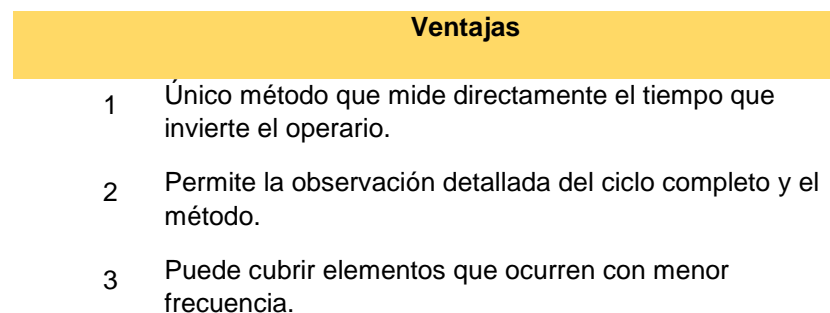 Ventajas
1 Único método que mide directamente el tiempo que
invierte el operario.
2 Permite la observación detallada del ciclo completo y el
método.
3 Puede cubrir elementos que ocurren con menor
frecuencia.